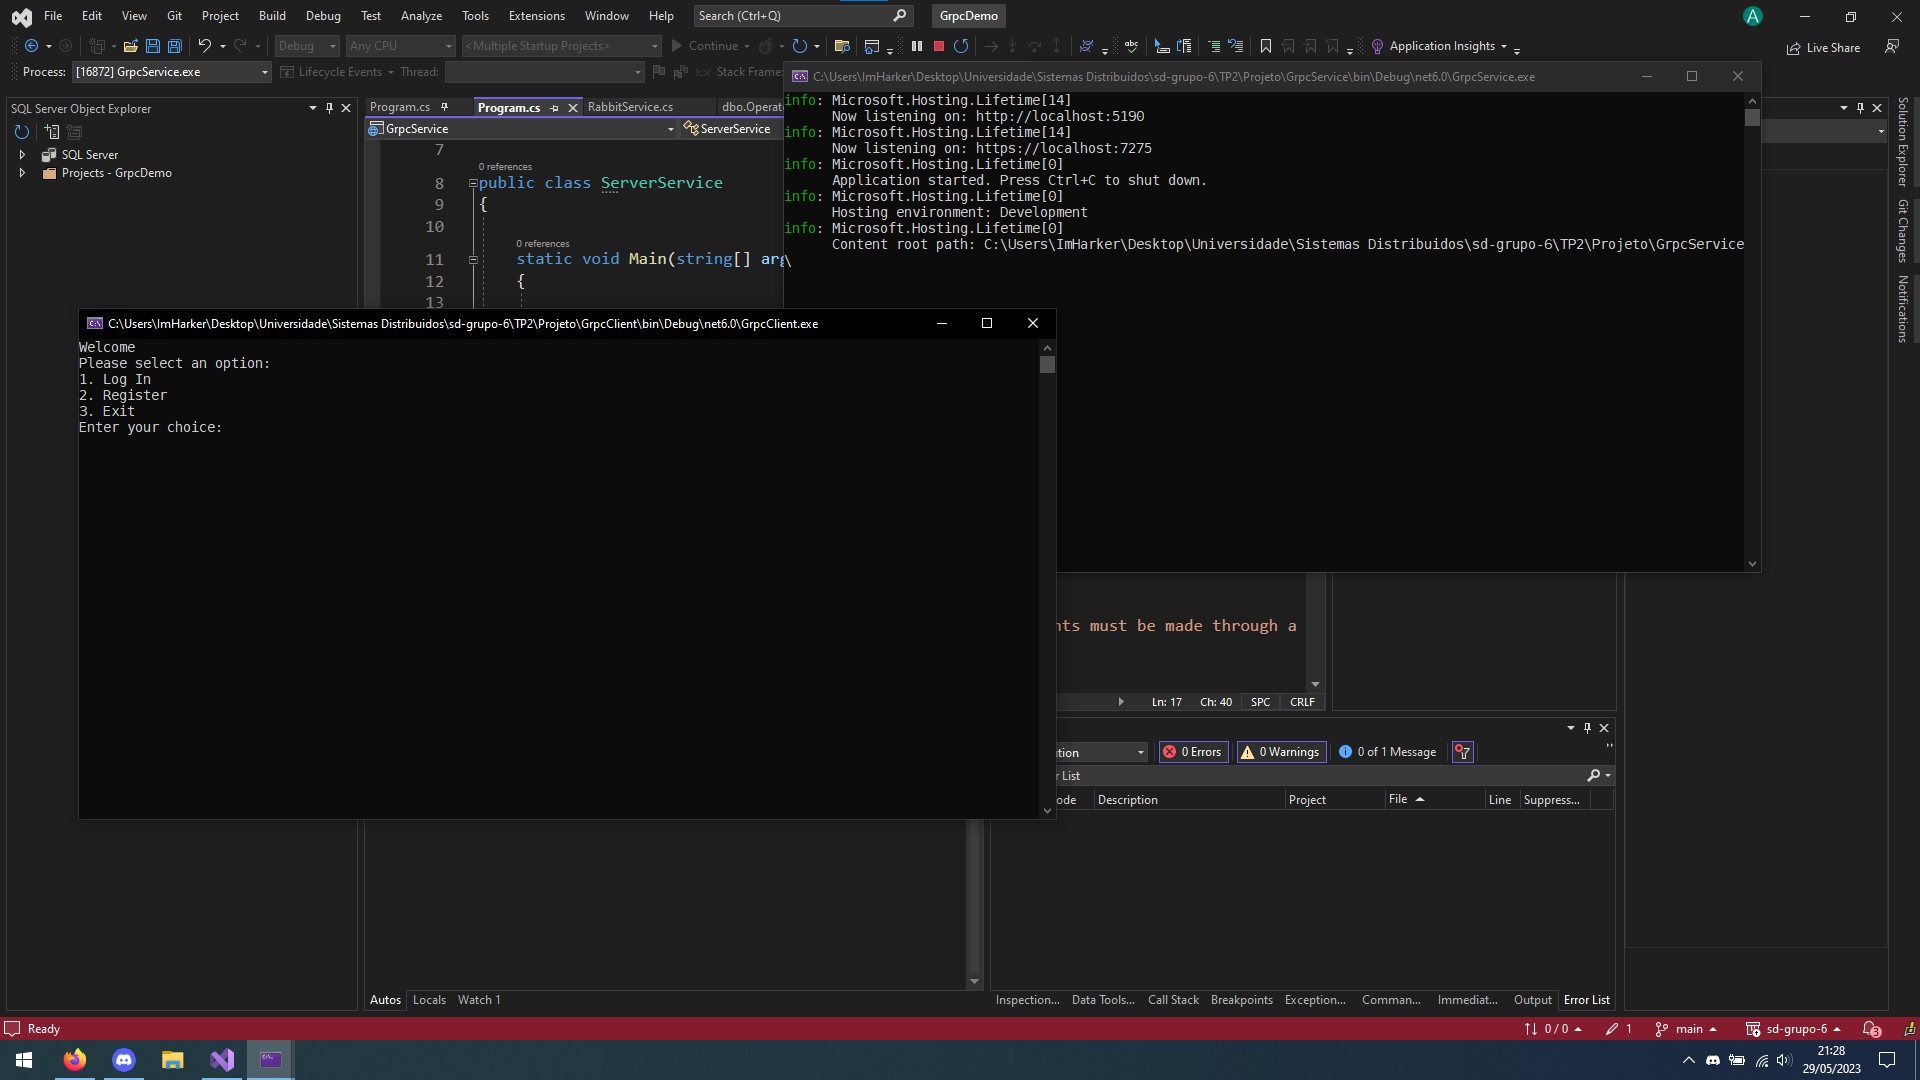 File Edit View Git Project Build Debug Test Analyze Tools Extensions Window Help Search (Ctrl+Q) GrpcDemo A
Debug Any CPU <Multiple Startup Projects> Continue Application Insights Live Share
Process: [16872] GrpcService.exe Lifecycle Events Thread: Stack Frame:
SQL Server Object Explorer
SQL Server
Projects - GrpcDemo
Program.cs Program.cs RabbitService.cs dbo.Operat
GrpcService ServerService
7
0 references
8 public class ServerService
9 {
10
0 references
11 static void Main(string[] arg
12 {
13
C:\Users\ImHarker\Desktop\Universidade\Sistemas Distribuidos\sd-grupo-6\TP2\Projeto\GrpcService\bin\Debug\net6.0\GrpcService.exe
info: Microsoft.Hosting.Lifetime[14]
Now listening on: http://localhost:5190
info: Microsoft.Hosting.Lifetime[14]
Now listening on: https://localhost:7275
info: Microsoft.Hosting.Lifetime[0]
Application started. Press Ctrl+C to shut down.
info: Microsoft.Hosting.Lifetime[0]
Hosting environment: Development
info: Microsoft.Hosting.Lifetime[0]
Content root path: C:\Users\ImHarker\Desktop\Universidade\Sistemas Distribuidos\sd-grupo-6\TP2\Projeto\GrpcService
\
Solution Explorer
Git Changes
Notifications
C:\Users\ImHarker\Desktop\Universidade\Sistemas Distribuidos\sd-grupo-6\TP2\Projeto\GrpcClient\bin\Debug\net6.0\GrpcClient.exe
Welcome
Please select an option:
1. Log In
2. Register
3. Exit
Enter your choice:
nts must be made through a
Ln: 17 Ch: 40 SPC CRLF
tion 0 Errors 0 Warnings 0 of 1 Message
r List
ode Description Project File Line Suppress...
Autos Locals Watch 1
Inspection... Data Tools... Call Stack Breakpoints Exception... Comman... Immediat... Output Error List
Ready 0 / 0 1 main sd-grupo-6 3
21:28
29/05/2023